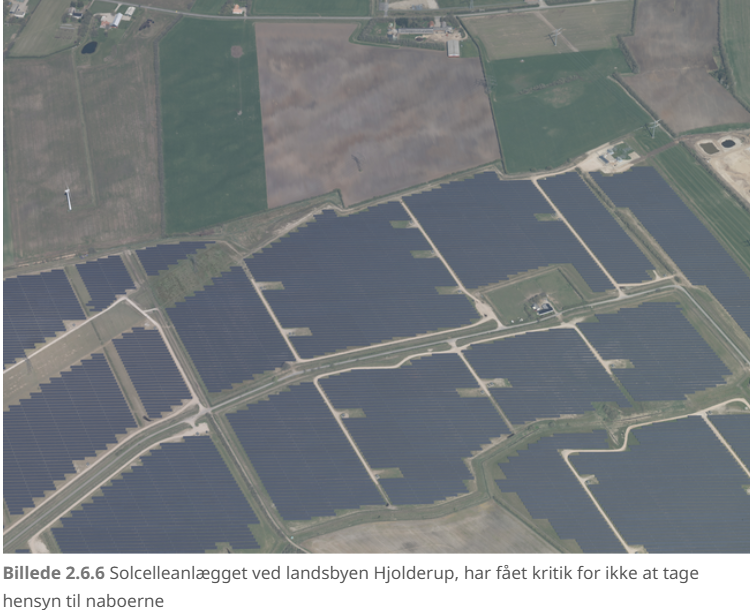 Billede 2.6.6 Solcelleanlægget ved landsbyen Hjolderup, har fået kritik for ikke at tage
hensyn til naboerne